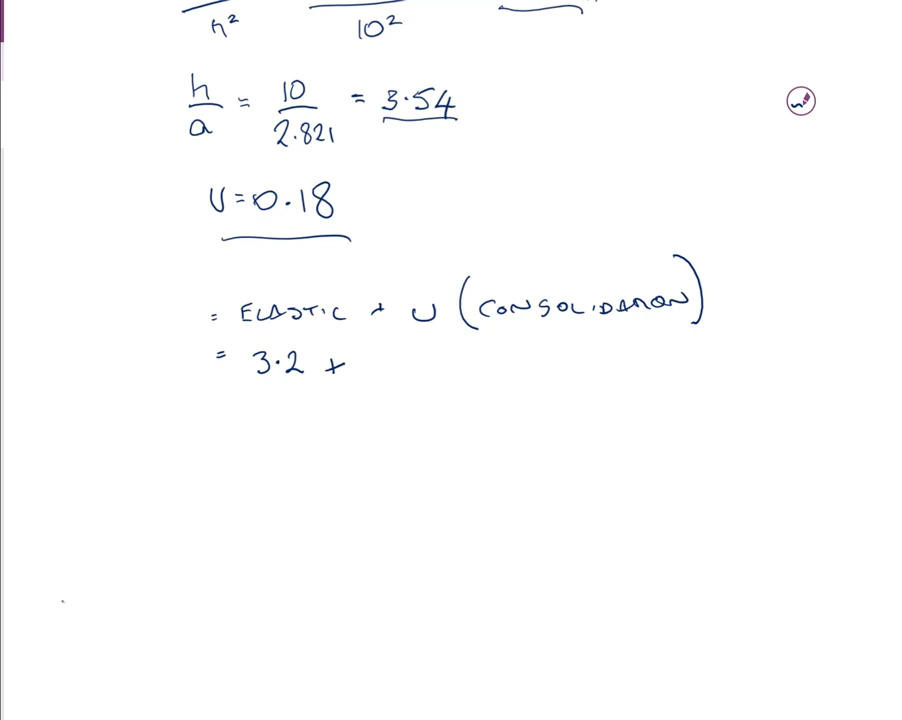 h² 10²
h/a = 10/2.821 = 3.54
U = 0.18
= ELASTIC + U (CONSOLIDATION)
= 3.2 +